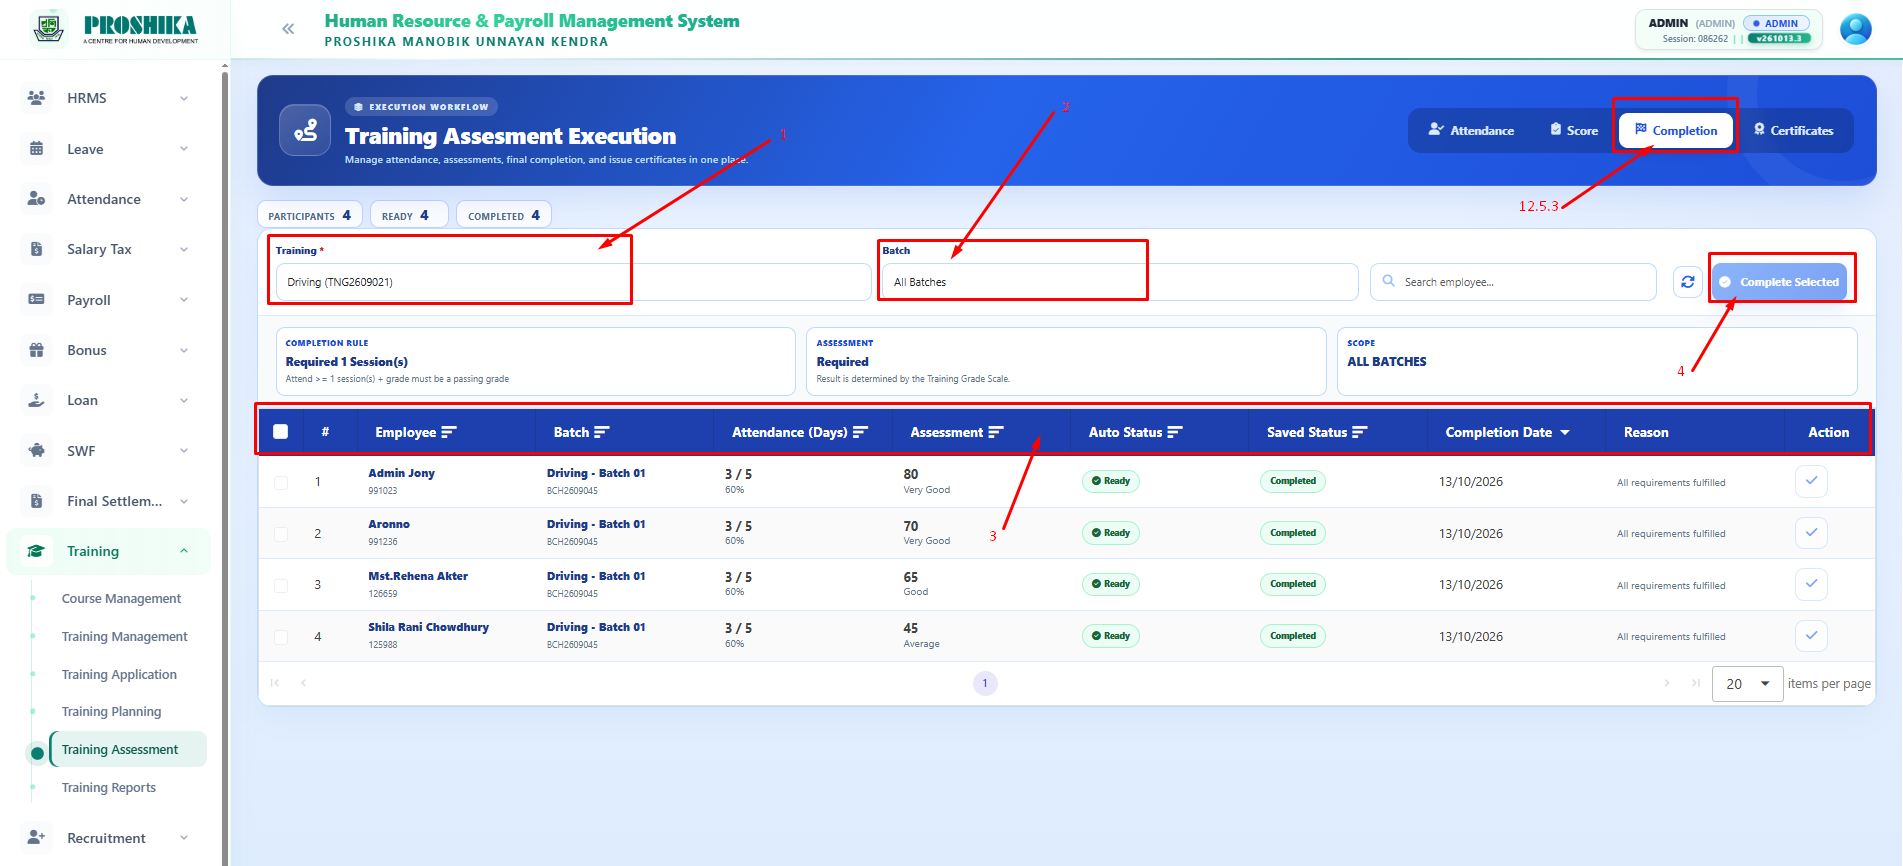 PROSHIKA
A CENTRE FOR HUMAN DEVELOPMENT
Human Resource & Payroll Management System
PROSHIKA MANOBIK UNNAYAN KENDRA
ADMIN (ADMIN) ADMIN
Session: 086262 | | v261013.3
HRMS
Leave
Attendance
Salary Tax
Payroll
Bonus
Loan
SWF
Final Settlem...
Training
Course Management
Training Management
Training Application
Training Planning
Training Assessment
Training Reports
Recruitment
EXECUTION WORKFLOW
Training Assesment Execution
Manage attendance, assessments, final completion, and issue certificates in one place.
1
2
Attendance Score Completion Certificates
12.5.3
PARTICIPANTS 4 READY 4 COMPLETED 4
Training * Batch
Driving (TNG2609021) All Batches Search employee... Complete Selected
4
COMPLETION RULE
Required 1 Session(s)
Attend >= 1 session(s) + grade must be a passing grade
ASSESSMENT
Required
Result is determined by the Training Grade Scale.
SCOPE
ALL BATCHES
# Employee Batch Attendance (Days) Assessment Auto Status Saved Status Completion Date Reason Action
1 Admin Jony Driving - Batch 01 3 / 5 80 Ready Completed 13/10/2026 All requirements fulfilled
991023 BCH2609045 60% Very Good
2 Aronno Driving - Batch 01 3 / 5 70 Ready Completed 13/10/2026 All requirements fulfilled
991236 BCH2609045 60% Very Good
3
3 Mst.Rehena Akter Driving - Batch 01 3 / 5 65 Ready Completed 13/10/2026 All requirements fulfilled
126659 BCH2609045 60% Good
4 Shila Rani Chowdhury Driving - Batch 01 3 / 5 45 Ready Completed 13/10/2026 All requirements fulfilled
125988 BCH2609045 60% Average
1 20 items per page